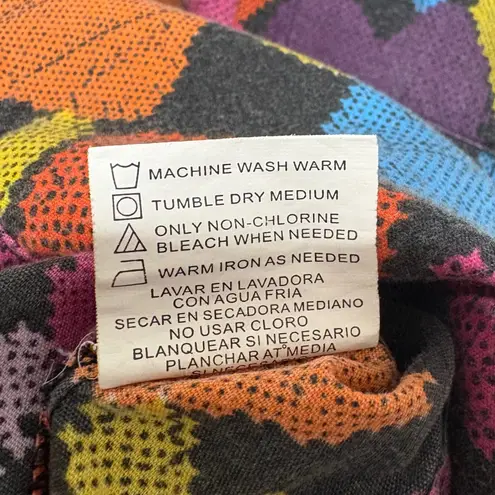 MACHINE WASH WARM
TUMBLE DRY MEDIUM
ONLY NON-CHLORINE
BLEACH WHEN NEEDED
WARM IRON AS NEEDED
LAVAR EN LAVADORA
CON AGUA FRIA
SECAR EN SECADORA MEDIANO
NO USAR CLORO
BLANQUEAR SI NECESARIO
PLANCHAR AT° MEDIA
SI